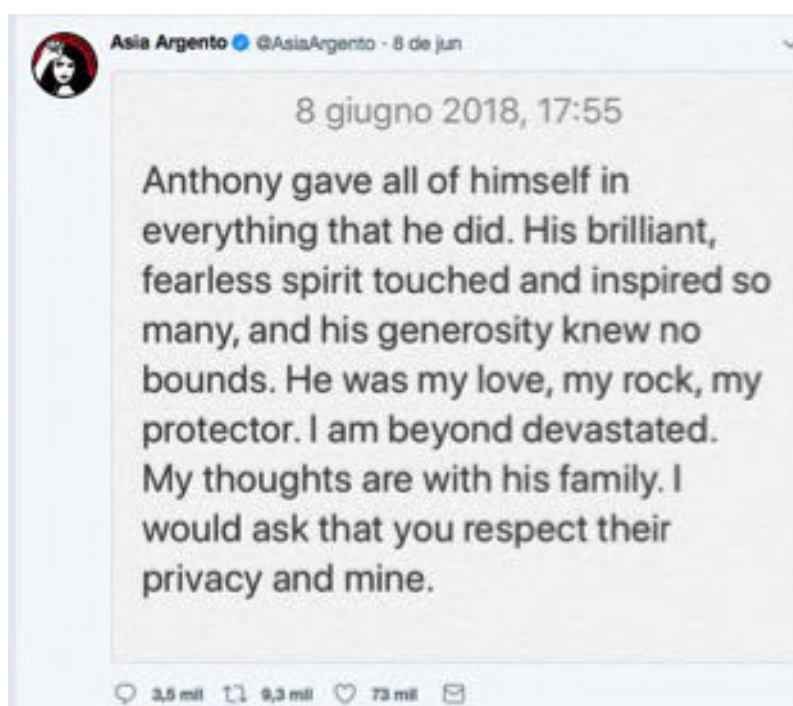 Asia Argento @AsiaArgento · 8 de jun
8 giugno 2018, 17:55
Anthony gave all of himself in
everything that he did. His brilliant,
fearless spirit touched and inspired so
many, and his generosity knew no
bounds. He was my love, my rock, my
protector. I am beyond devastated.
My thoughts are with his family. I
would ask that you respect their
privacy and mine.
3,5 mil 9,3 mil 73 mil